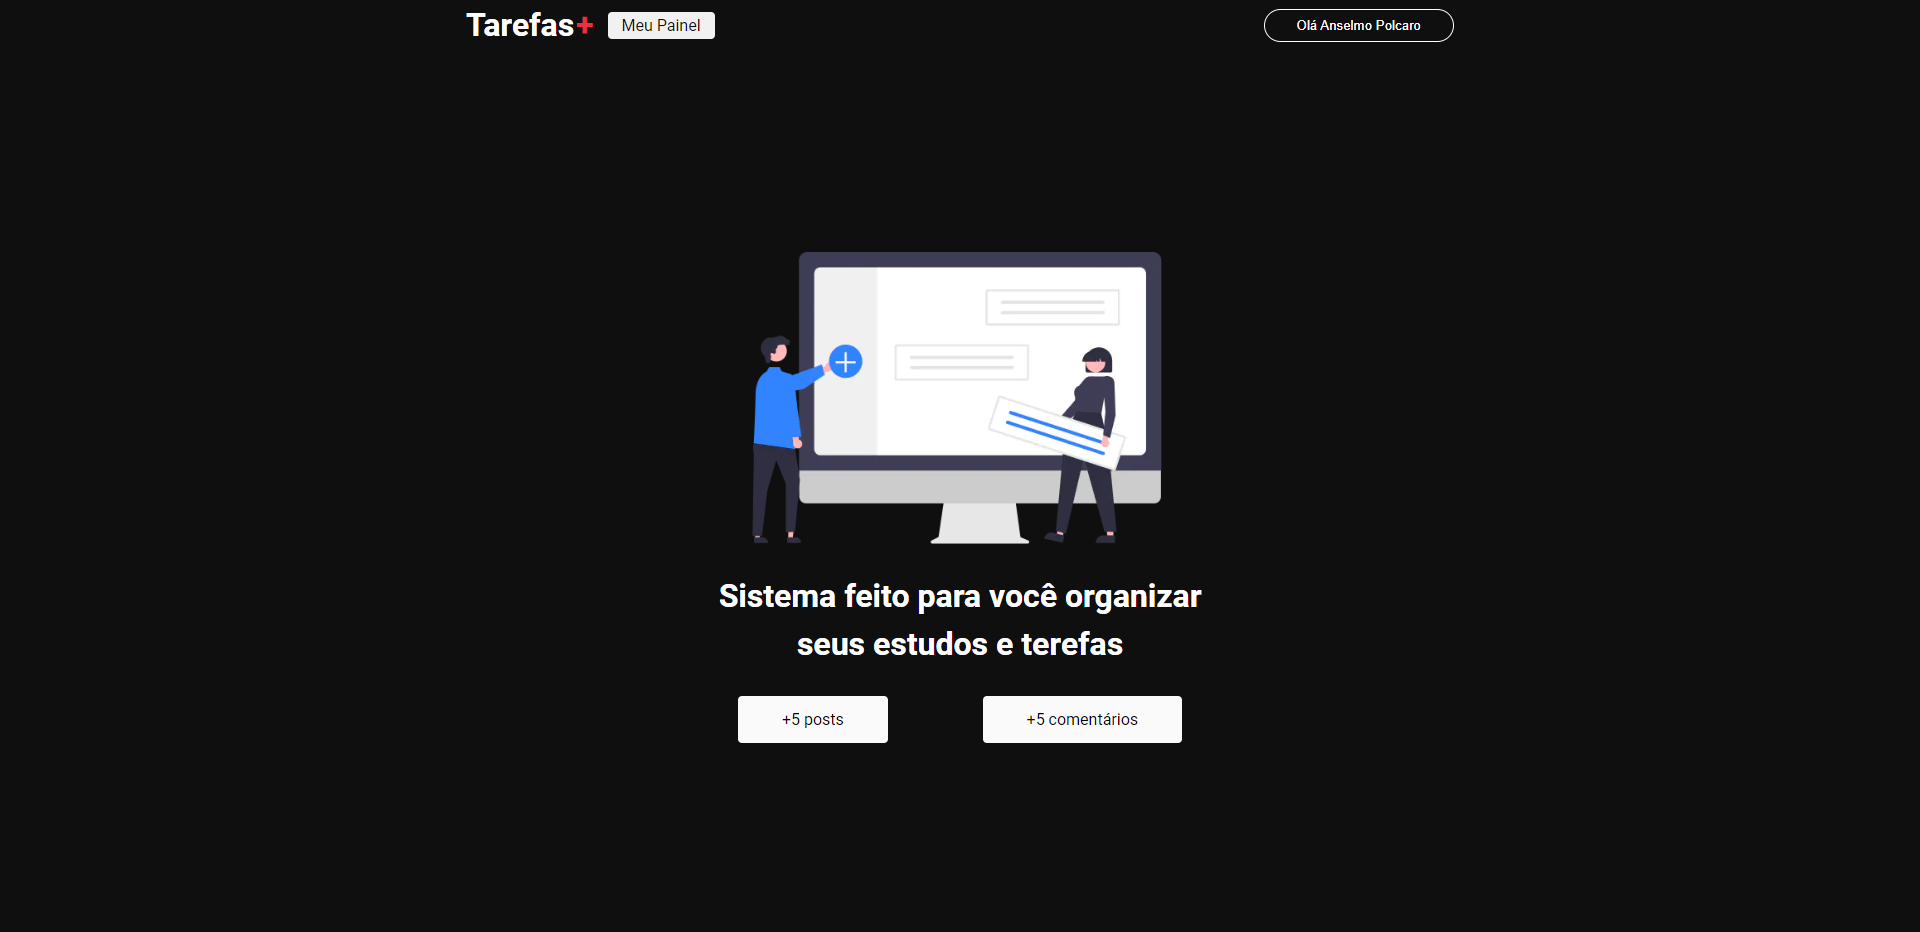 Tarefas+ Meu Painel Olá Anselmo Polcaro
Sistema feito para você organizar
seus estudos e terefas
+5 posts +5 comentários